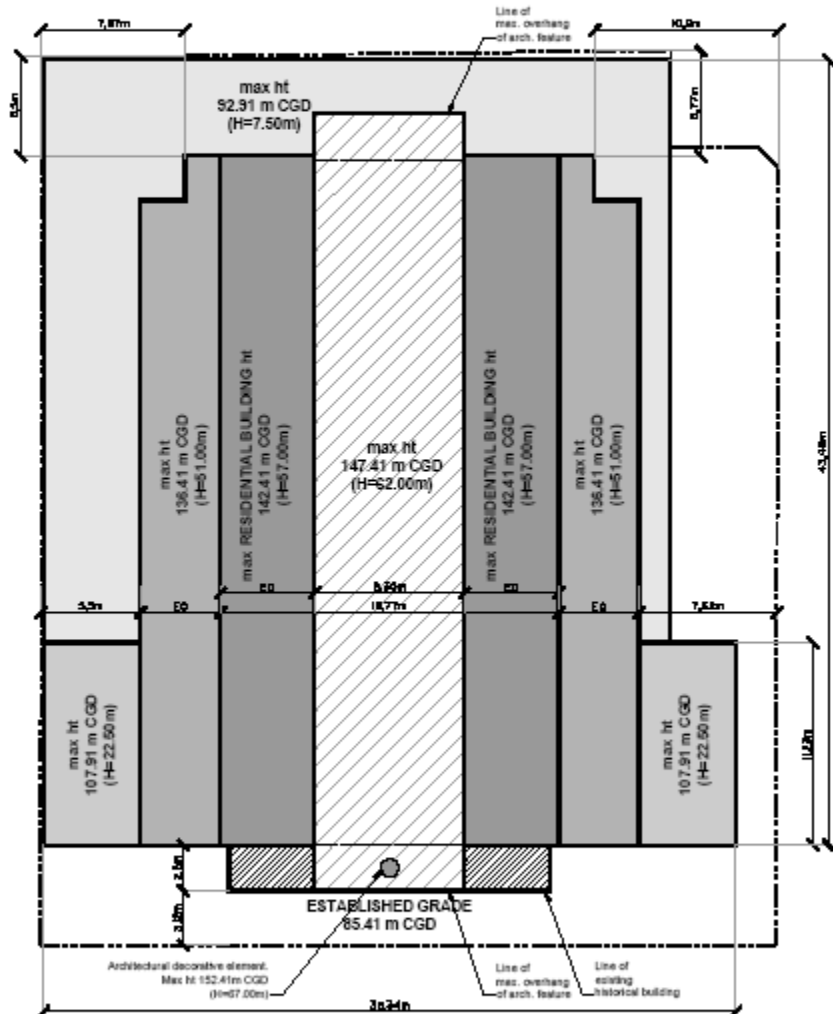 7,87m
Line of
max. overhang
of arch. feature
10,9m
max ht
92.91 m CGD
(H=7.50m)
5,77m
max ht
136.41 m CGD
(H=51.00m)
max RESIDENTIAL BUILDING ht
142.41 m CGD
(H=57.00m)
max ht
147.41 m CGD
(H=62.00m)
max RESIDENTIAL BUILDING ht
142.41 m CGD
(H=57.00m)
max ht
136.41 m CGD
(H=51.00m)
43,48m
EQ
EQ
5,5m
EQ
18,77m
EQ
max ht
107.91 m CGD
(H=22.50m)
max ht
107.91 m CGD
(H=22.50m)
2,5m
ESTABLISHED GRADE
85.41 m CGD
Architectural decorative element.
Max ht 152.41m CGD
(H=67.00m)
Line of
max. overhang
of arch. feature
Line of
existing
historical building